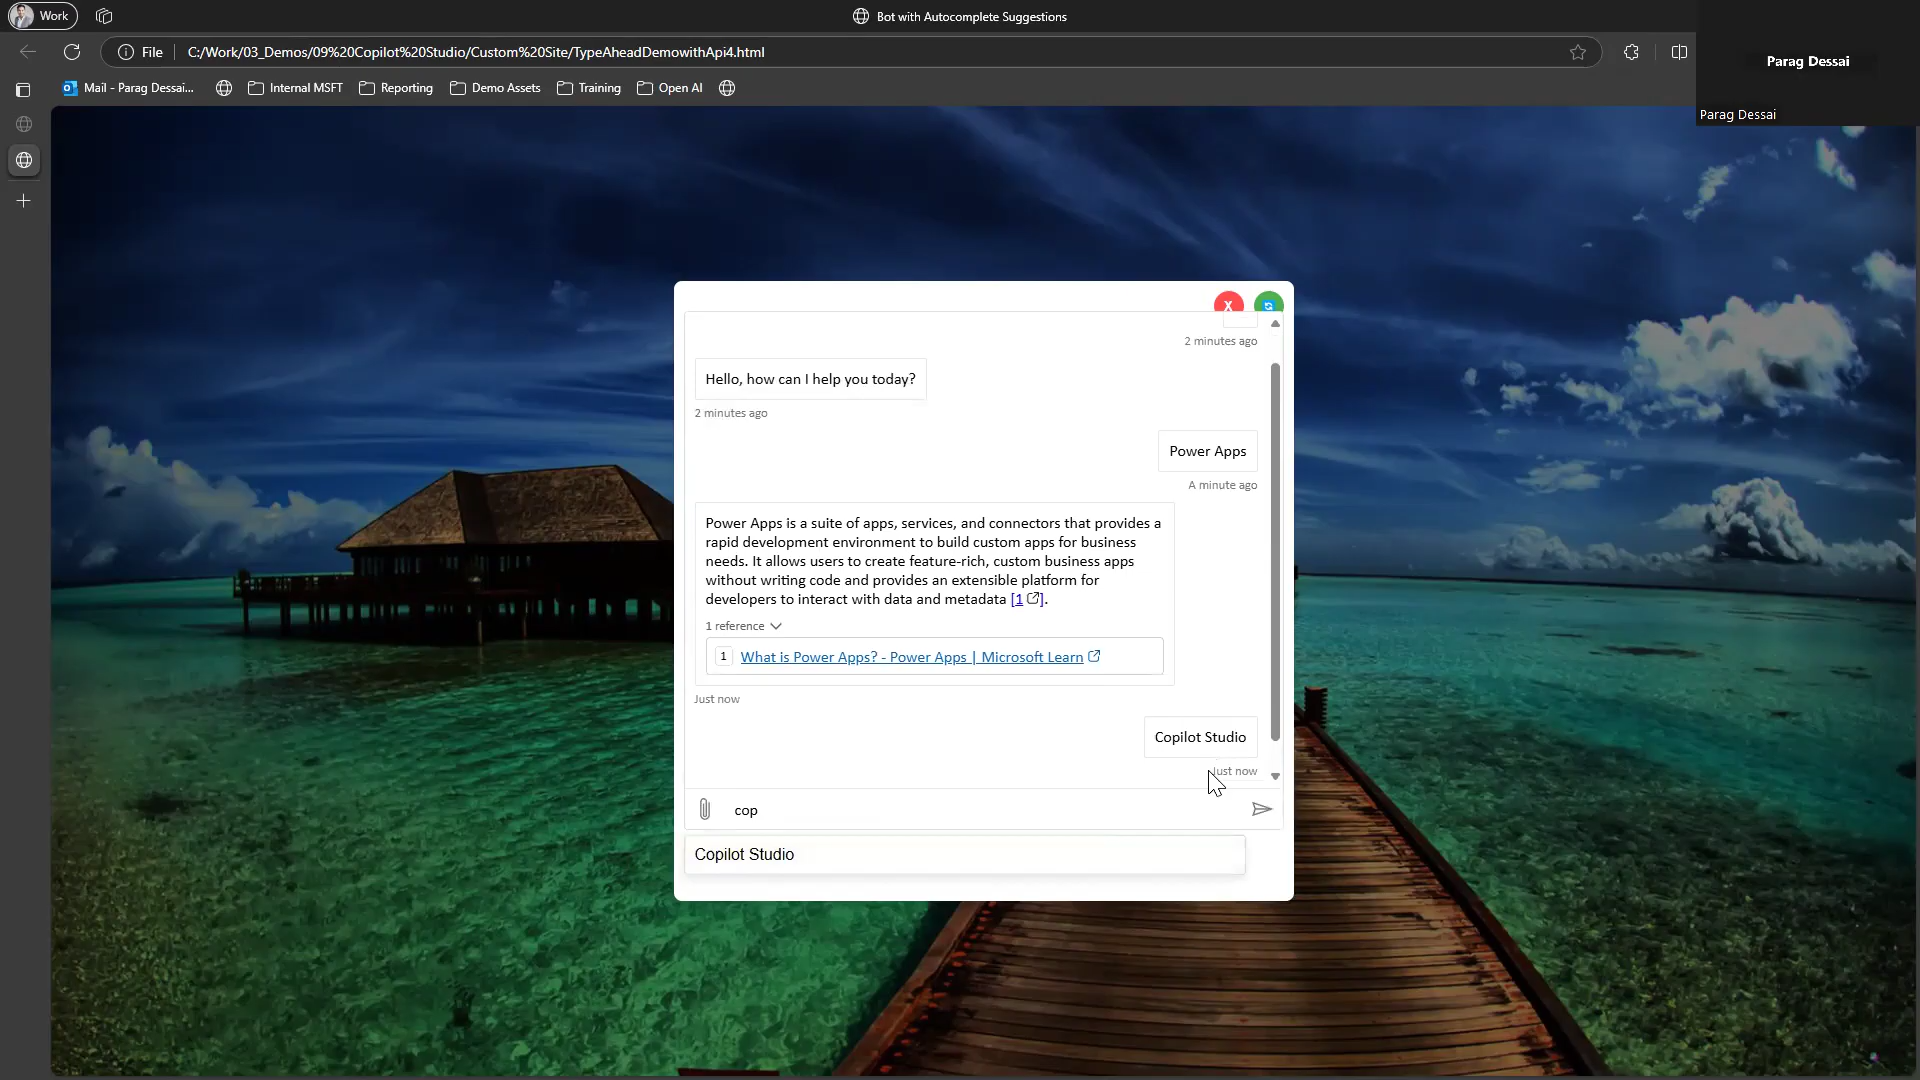 Work
Bot with Autocomplete Suggestions
File
C:/Work/03_Demos/09%20Copilot%20Studio/Custom%20Site/TypeAheadDemowithApi4.html
Parag Dessai
Mail - Parag Dessai...
Internal MSFT
Reporting
Demo Assets
Training
Open AI
Parag Dessai
X
2 minutes ago
Hello, how can I help you today?
2 minutes ago
Power Apps
A minute ago
Power Apps is a suite of apps, services, and connectors that provides a
rapid development environment to build custom apps for business
needs. It allows users to create feature-rich, custom business apps
without writing code and provides an extensible platform for
developers to interact with data and metadata [1].
1 reference
1 What is Power Apps? - Power Apps | Microsoft Learn
Just now
Copilot Studio
Just now
cop
Copilot Studio